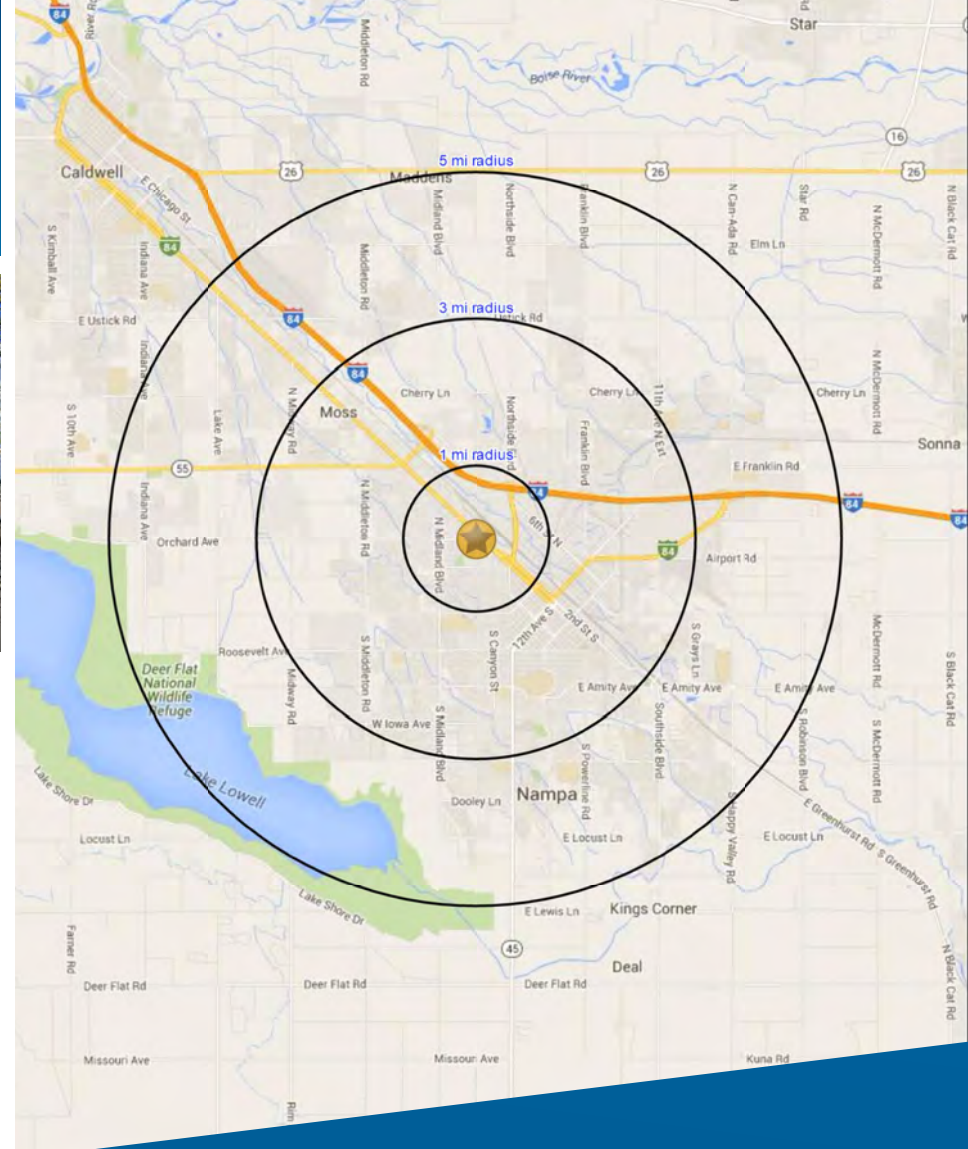 84
Middleton Rd
Star
Boise River
16
Caldwell
26
5 mi radius
Maddens
26
26
E Chicago St
S Kimball Ave
Indiana Ave
84
Middleton Rd
Midland Blvd
Northside Blvd
Franklin Blvd
N Can-Ada Rd
Star Rd
N McDermott Rd
N Black Cat Rd
Elm Ln
E Ustick Rd
84
3 mi radius
Ustick Rd
84
Indiana Ave
S 10th Ave
Lake Ave
N Midway Rd
Moss
Cherry Ln
Cherry Ln
11th Ave N Ext
Cherry Ln
N McDermott Rd
Northside Blvd
Franklin Blvd
Sonna
55
1 mi radius
E Franklin Rd
84
84
84
Indiana Ave
Orchard Ave
N Middleton Rd
N Midland Blvd
6th St N
84
Airport Rd
S Canyon St
12th Ave S
2nd St S
Roosevelt Ave
Deer Flat
National
Wildlife
Refuge
Midway Rd
S Middleton Rd
W Iowa Ave
S Midland Blvd
E Amity Ave
E Amity Ave
E Amity Ave
S Grays Ln
McDermott Rd
S Black Cat Rd
Southside Blvd
S Robinson Blvd
S McDermott Rd
Lake Shore Dr
Lake Lowell
Locust Ln
Dooley Ln
Nampa
S Powerline Rd
E Locust Ln
S Happy Valley Rd
E Locust Ln
E Greenhurst Rd
S Greenhurst Rd
Lake Shore Dr
E Lewis Ln
Kings Corner
Farner Rd
45
Deal
N Black Cat Rd
Deer Flat Rd
Deer Flat Rd
Deer Flat Rd
Missouri Ave
Missouri Ave
Kuna Rd
Rim